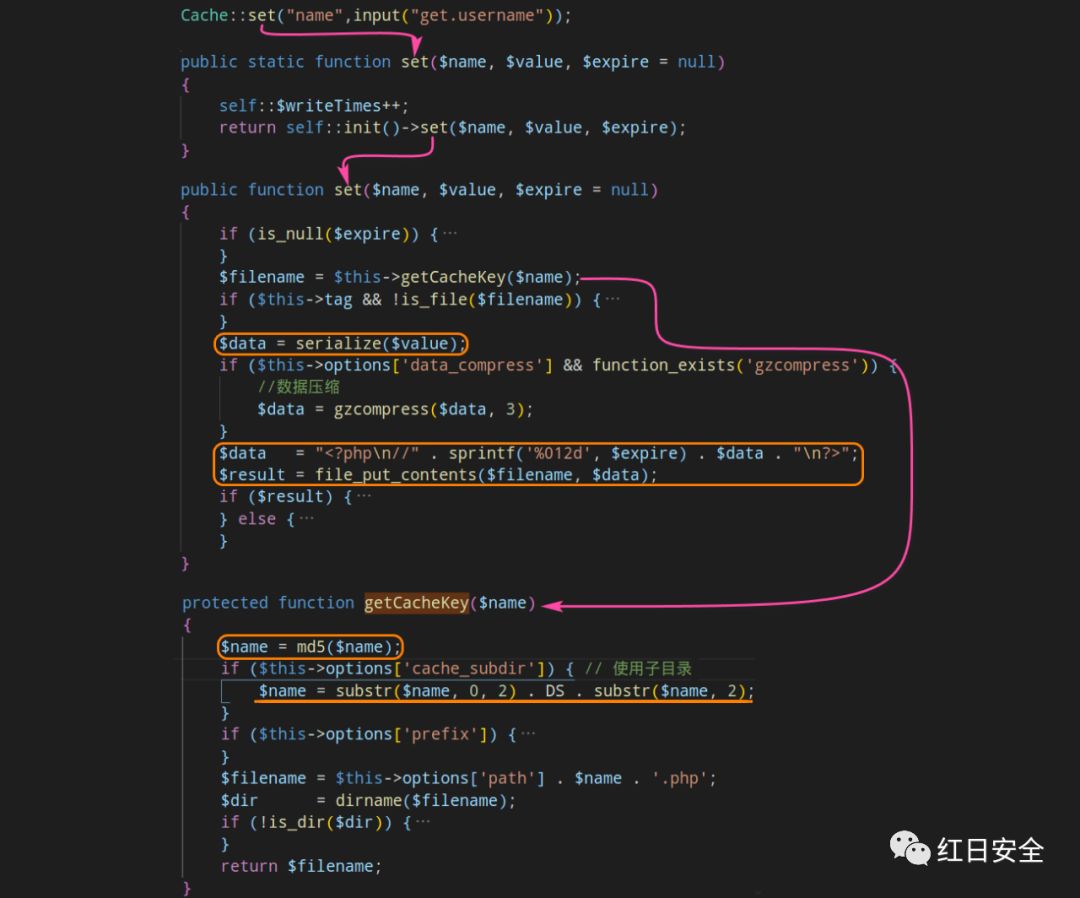 Cache::set("name",input("get.username"));
public static function set($name, $value, $expire = null)
{
self::$writeTimes++;
return self::init()->set($name, $value, $expire);
}
public function set($name, $value, $expire = null)
{
if (is_null($expire)) {···
}
$filename = $this->getCacheKey($name);
if ($this->tag && !is_file($filename)) {···
}
$data = serialize($value);
if ($this->options['data_compress'] && function_exists('gzcompress')) {
//数据压缩
$data = gzcompress($data, 3);
}
$data   = "<?php\n//" . sprintf('%012d', $expire) . $data . "\n?>";
$result = file_put_contents($filename, $data);
if ($result) {···
} else {···
}
}
protected function getCacheKey($name)
{
$name = md5($name);
if ($this->options['cache_subdir']) { // 使用子目录
$name = substr($name, 0, 2) . DS . substr($name, 2);
}
if ($this->options['prefix']) {···
}
$filename = $this->options['path'] . $name . '.php';
$dir      = dirname($filename);
if (!is_dir($dir)) {···
}
return $filename;
}
红日安全